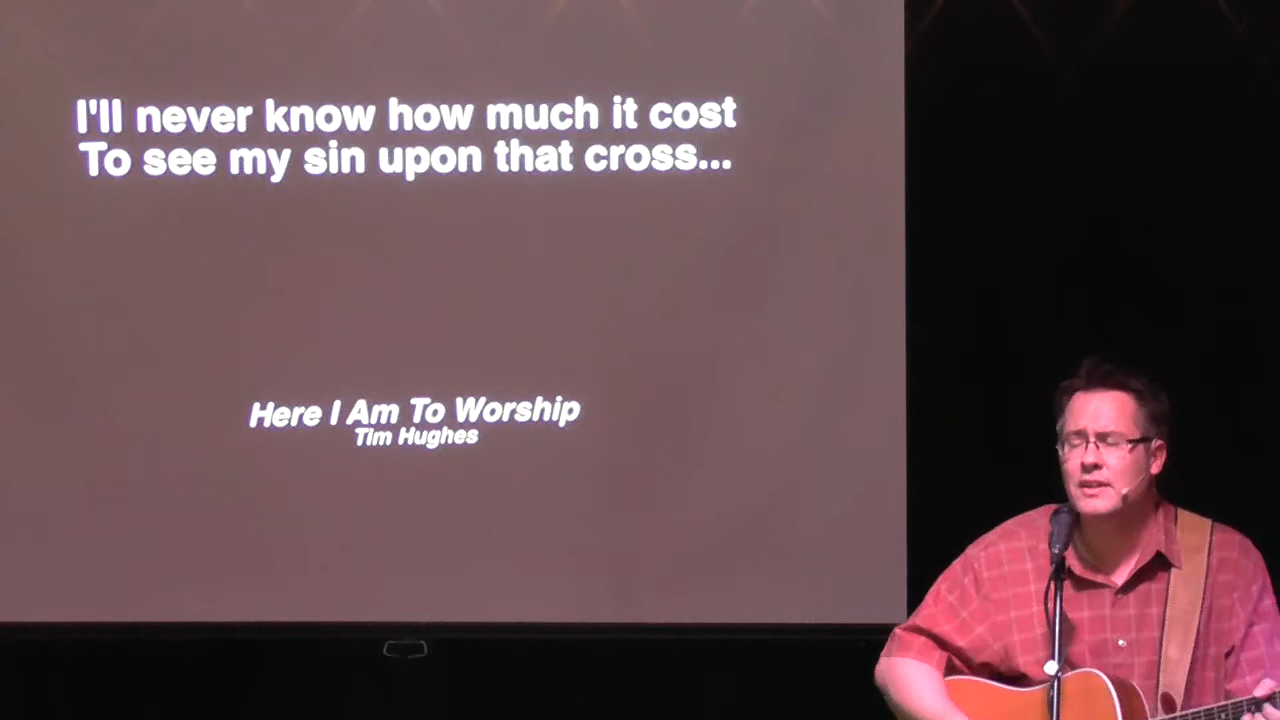 I'll never know how much it cost
To see my sin upon that cross...
Here I Am To Worship
Tim Hughes